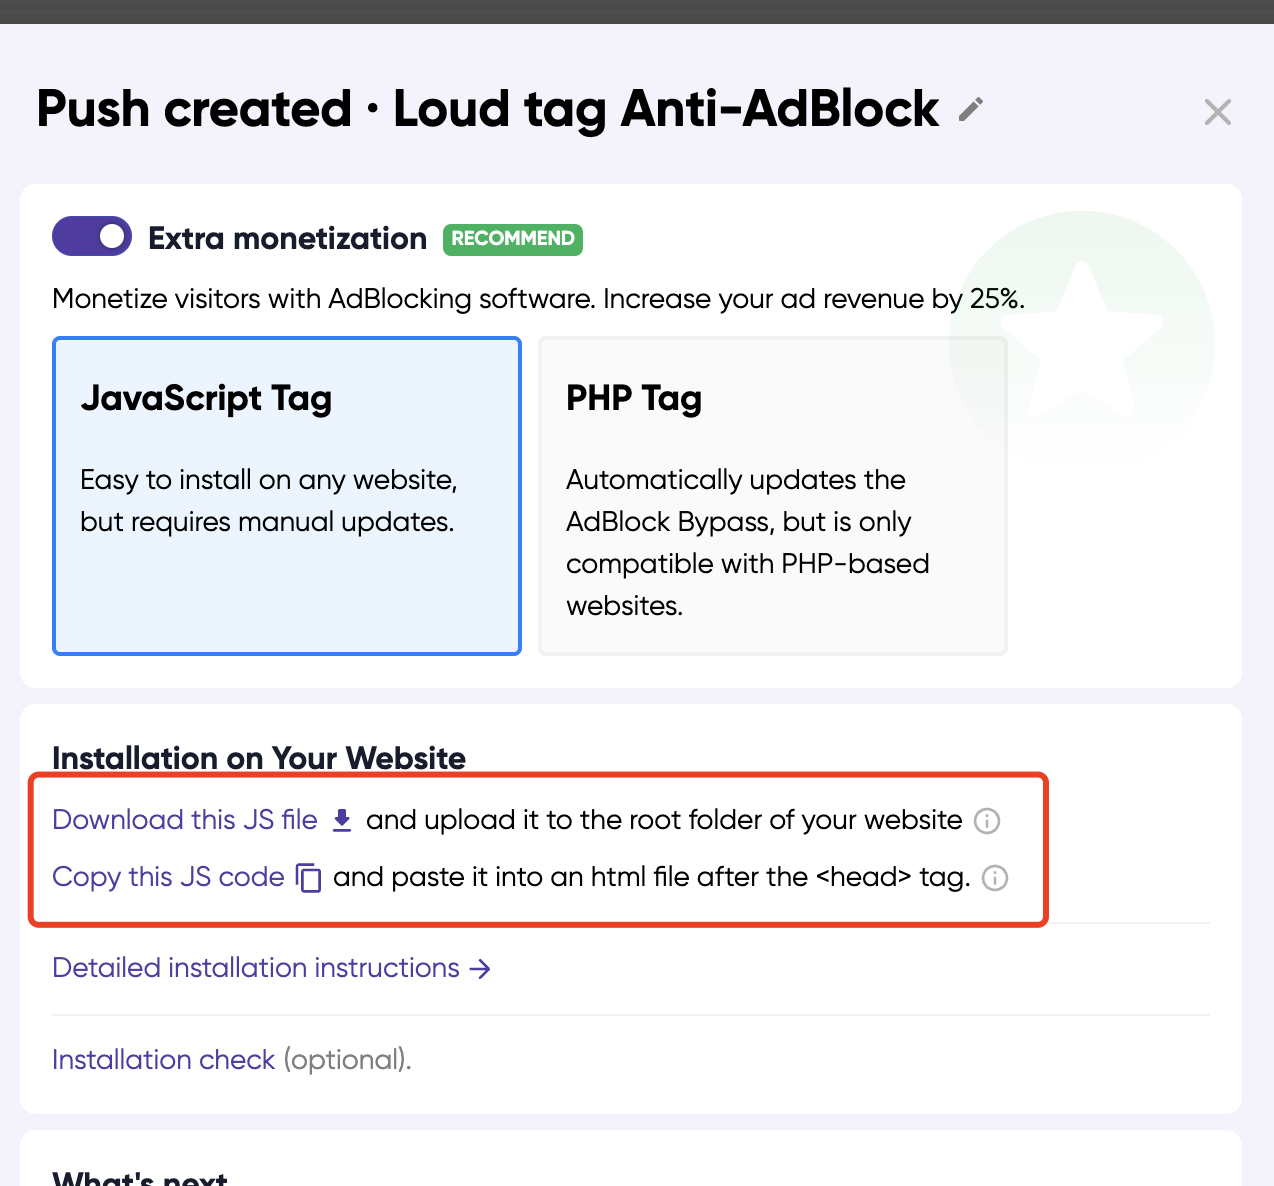 Push created · Loud tag Anti-AdBlock
Extra monetization RECOMMEND
Monetize visitors with AdBlocking software. Increase your ad revenue by 25%.
JavaScript Tag
Easy to install on any website,
but requires manual updates.
PHP Tag
Automatically updates the
AdBlock Bypass, but is only
compatible with PHP-based
websites.
Installation on Your Website
Download this JS file and upload it to the root folder of your website
Copy this JS code and paste it into an html file after the <head> tag.
Detailed installation instructions →
Installation check (optional).
What's next